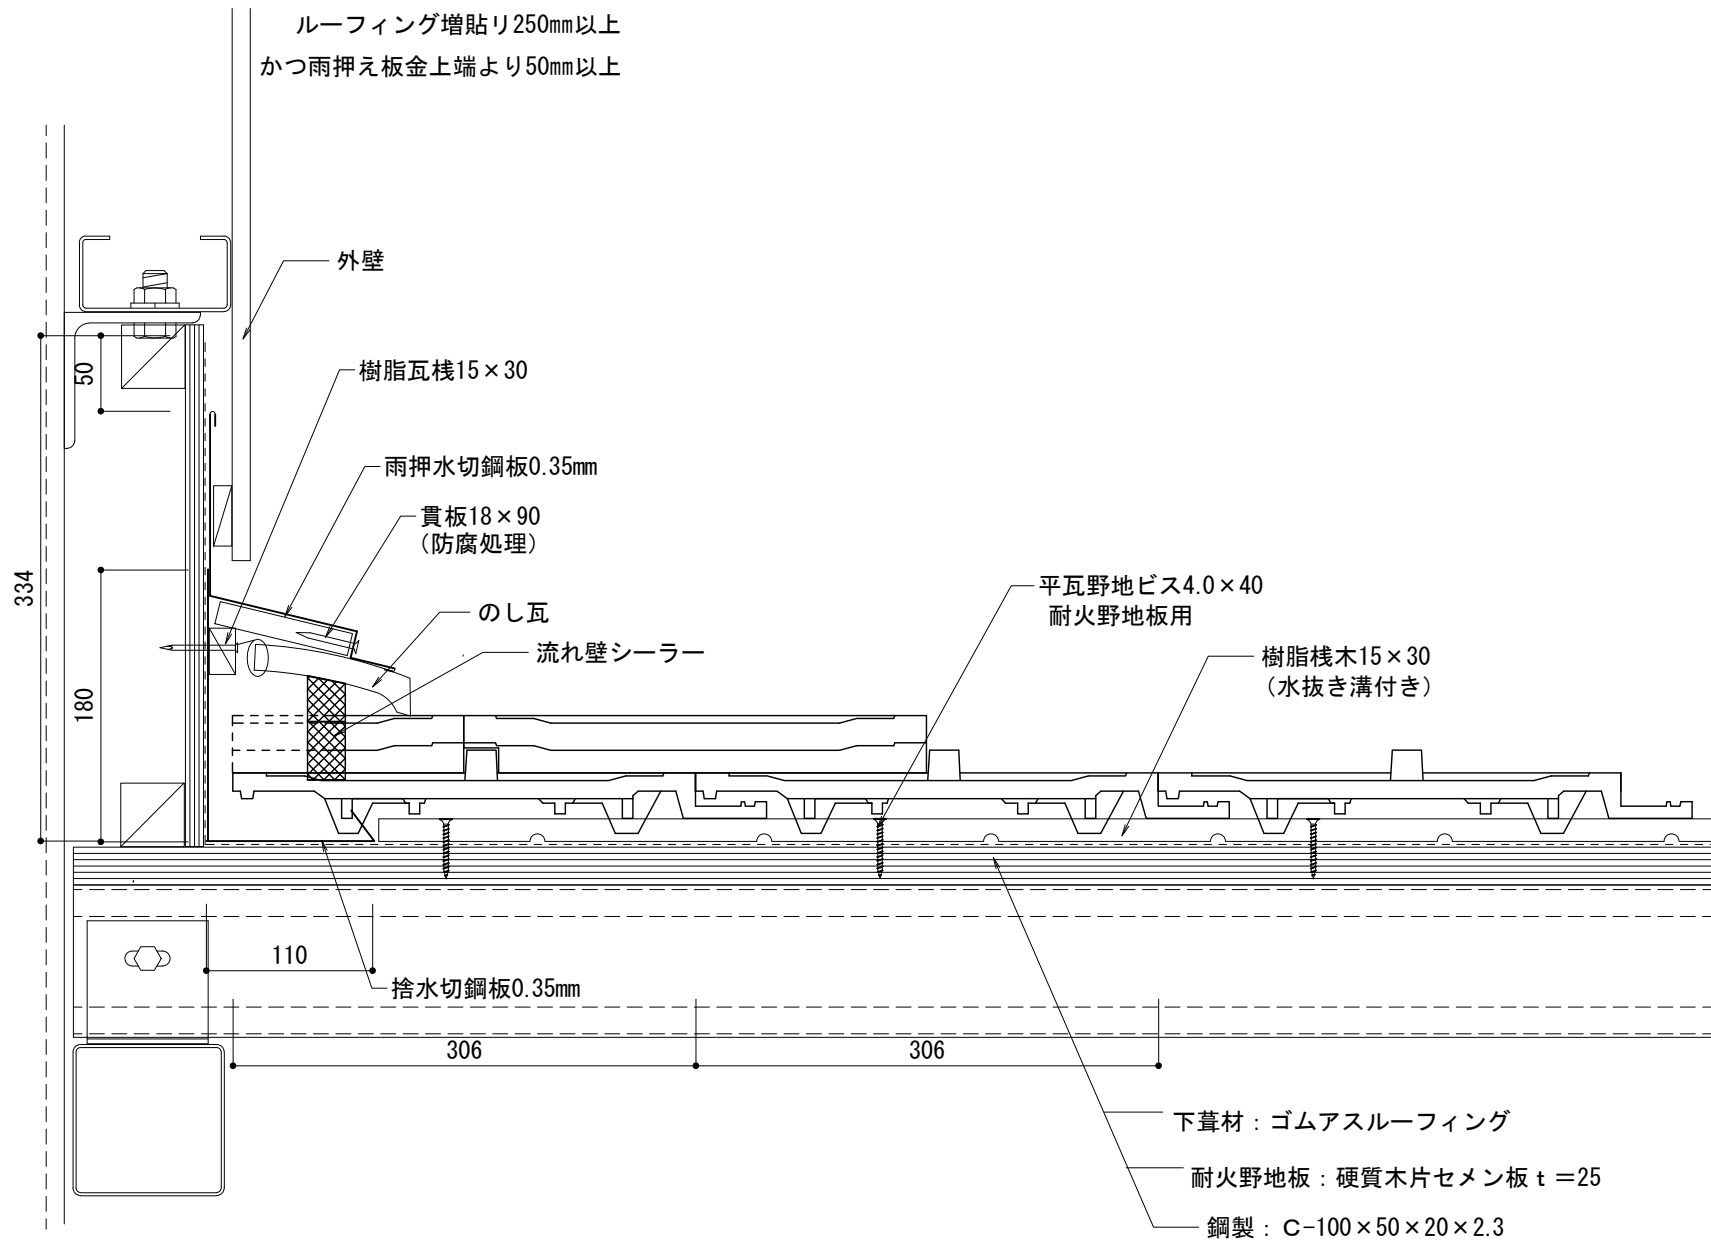 ルーフィング増貼リ250mm以上
かつ雨押え板金上端より50mm以上
外壁
50
樹脂瓦桟15×30
雨押水切鋼板0.35mm
貫板18×90
（防腐処理）
334
平瓦野地ビス4.0×40
耐火野地板用
のし瓦
流れ壁シーラー
樹脂桟木15×30
（水抜き溝付き）
180
110
捨水切鋼板0.35mm
306
306
下葺材：ゴムアスルーフィング
耐火野地板：硬質木片セメン板ｔ＝25
鋼製：Ｃ-100×50×20×2.3